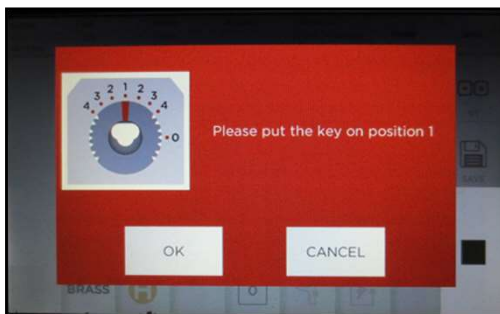 4 3 2 1 2 3 4
0
Please put the key on position 1
OK
CANCEL
SAVE
BRASS
H
0